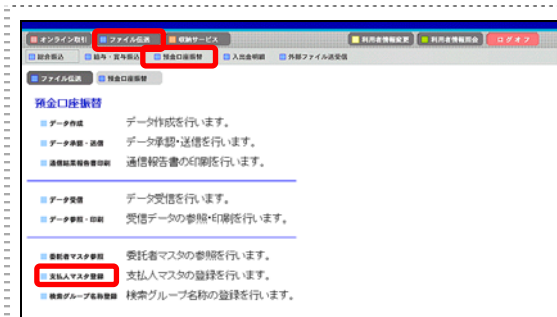 オンライン取引 ファイル伝送 収納サービス 利用者情報変更 利用者情報照会 ログオフ
総合振込 給与・賞与振込 預金口座振替 入出金明細 外部ファイル送受信
ファイル伝送 預金口座振替
預金口座振替
データ作成 データ作成を行います。
データ承認・送信 データ承認・送信を行います。
通信結果報告書印刷 通信報告書の印刷を行います。
データ受信 データ受信を行います。
データ参照・印刷 受信データの参照・印刷を行います。
委託者マスタ参照 委託者マスタの参照を行います。
支払人マスタ登録 支払人マスタの登録を行います。
検索グループ名称登録 検索グループ名称の登録を行います。